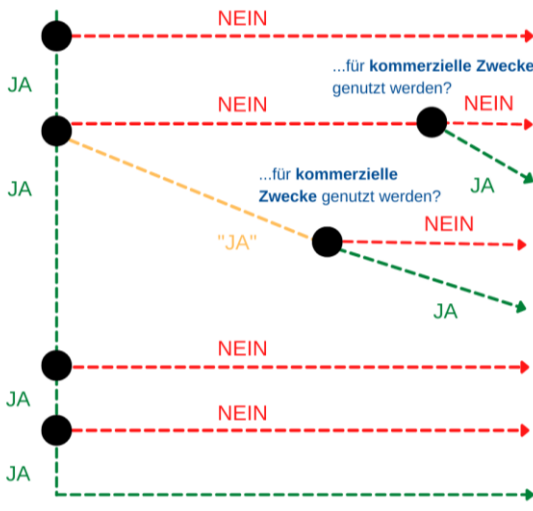 NEIN
...für kommerzielle Zwecke
genutzt werden?
JA
NEIN
NEIN
...für kommerzielle
Zwecke genutzt werden?
JA
JA
NEIN
"JA"
JA
NEIN
JA
NEIN
JA